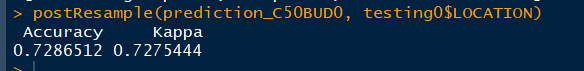 > postResample(prediction_C50BUD0, testing0$LOCATION)
Accuracy Kappa
0.7286512 0.7275444
>